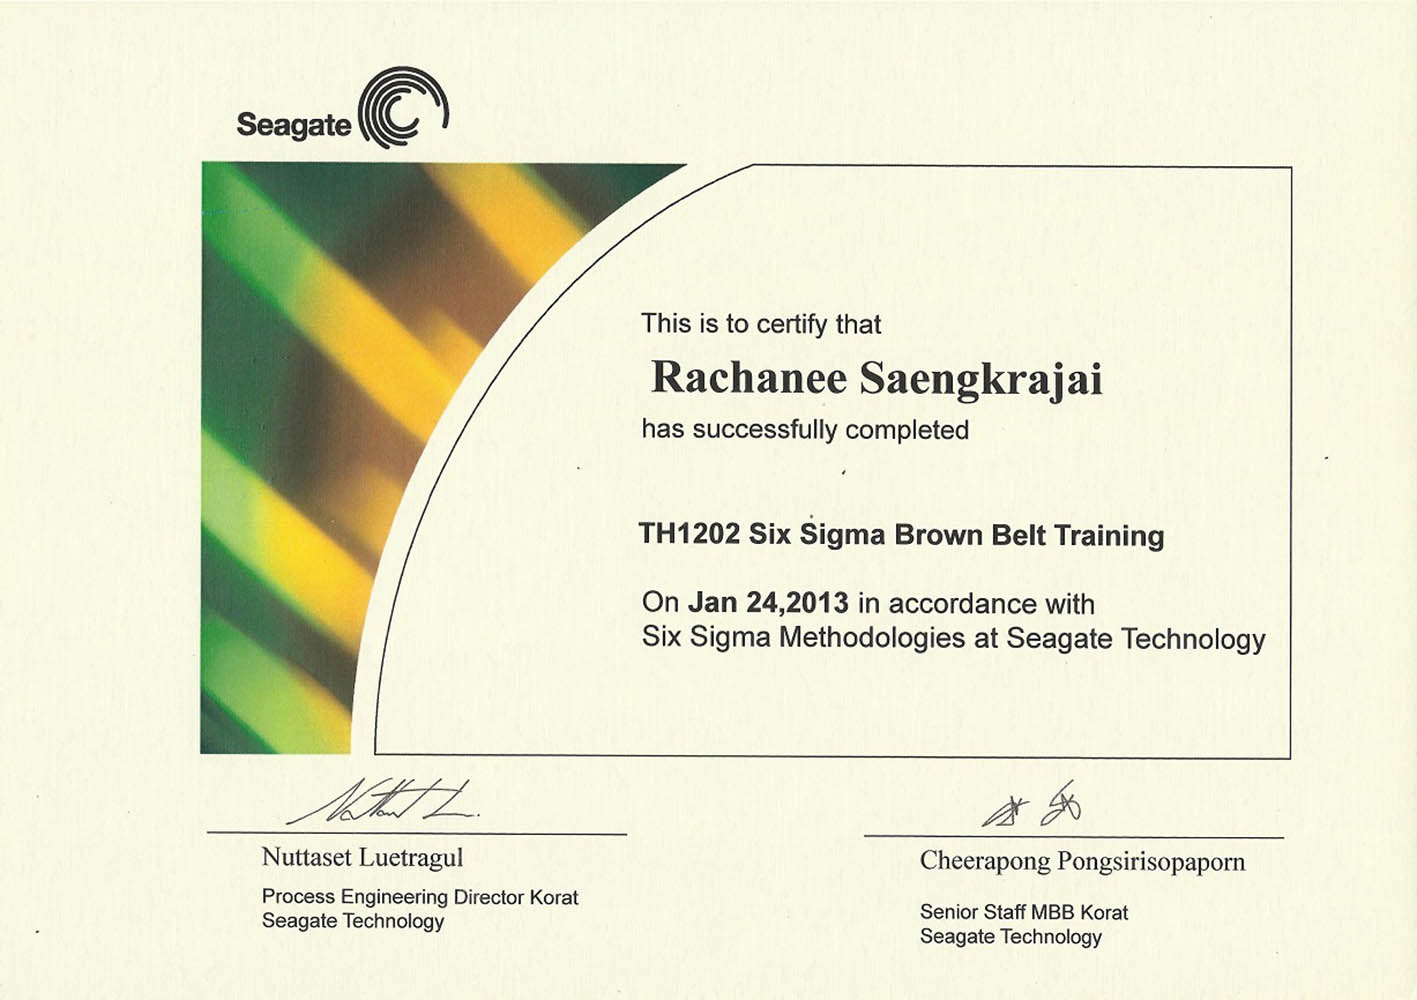 Seagate
This is to certify that
Rachanee Saengkrajai
has successfully completed
TH1202 Six Sigma Brown Belt Training
On Jan 24,2013 in accordance with
Six Sigma Methodologies at Seagate Technology
Nuttaset Luetragul
Process Engineering Director Korat
Seagate Technology
Cheerapong Pongsirisopaporn
Senior Staff MBB Korat
Seagate Technology